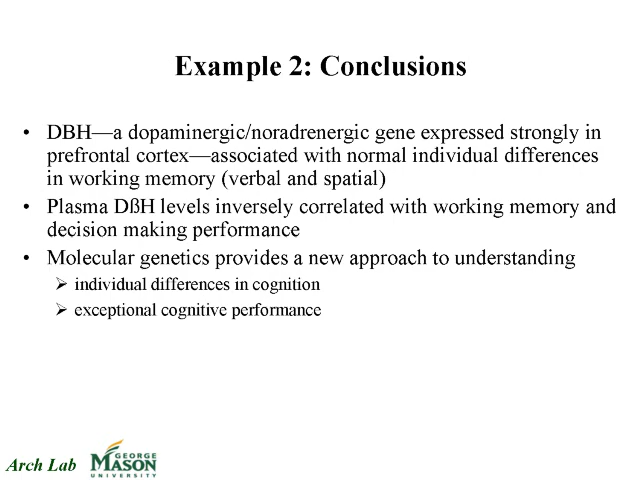 Example 2: Conclusions
• DBH—a dopaminergic/noradrenergic gene expressed strongly in
prefrontal cortex—associated with normal individual differences
in working memory (verbal and spatial)
• Plasma DßH levels inversely correlated with working memory and
decision making performance
• Molecular genetics provides a new approach to understanding
➢ individual differences in cognition
➢ exceptional cognitive performance
Arch Lab
GEORGE
MASON
UNIVERSITY